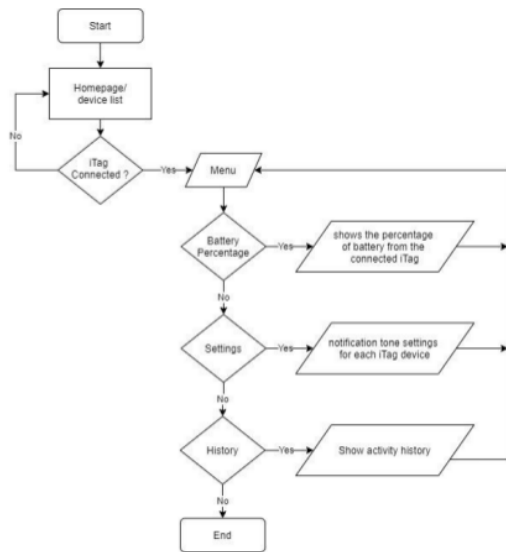 Start
Homepage/
device list
No
iTag
Connected ?
Yes
Menu
Battery
Percentage
Yes
shows the percentage
of battery from the
connected iTag
No
Settings
Yes
notification tone settings
for each iTag device
No
History
Yes
Show activity history
No
End